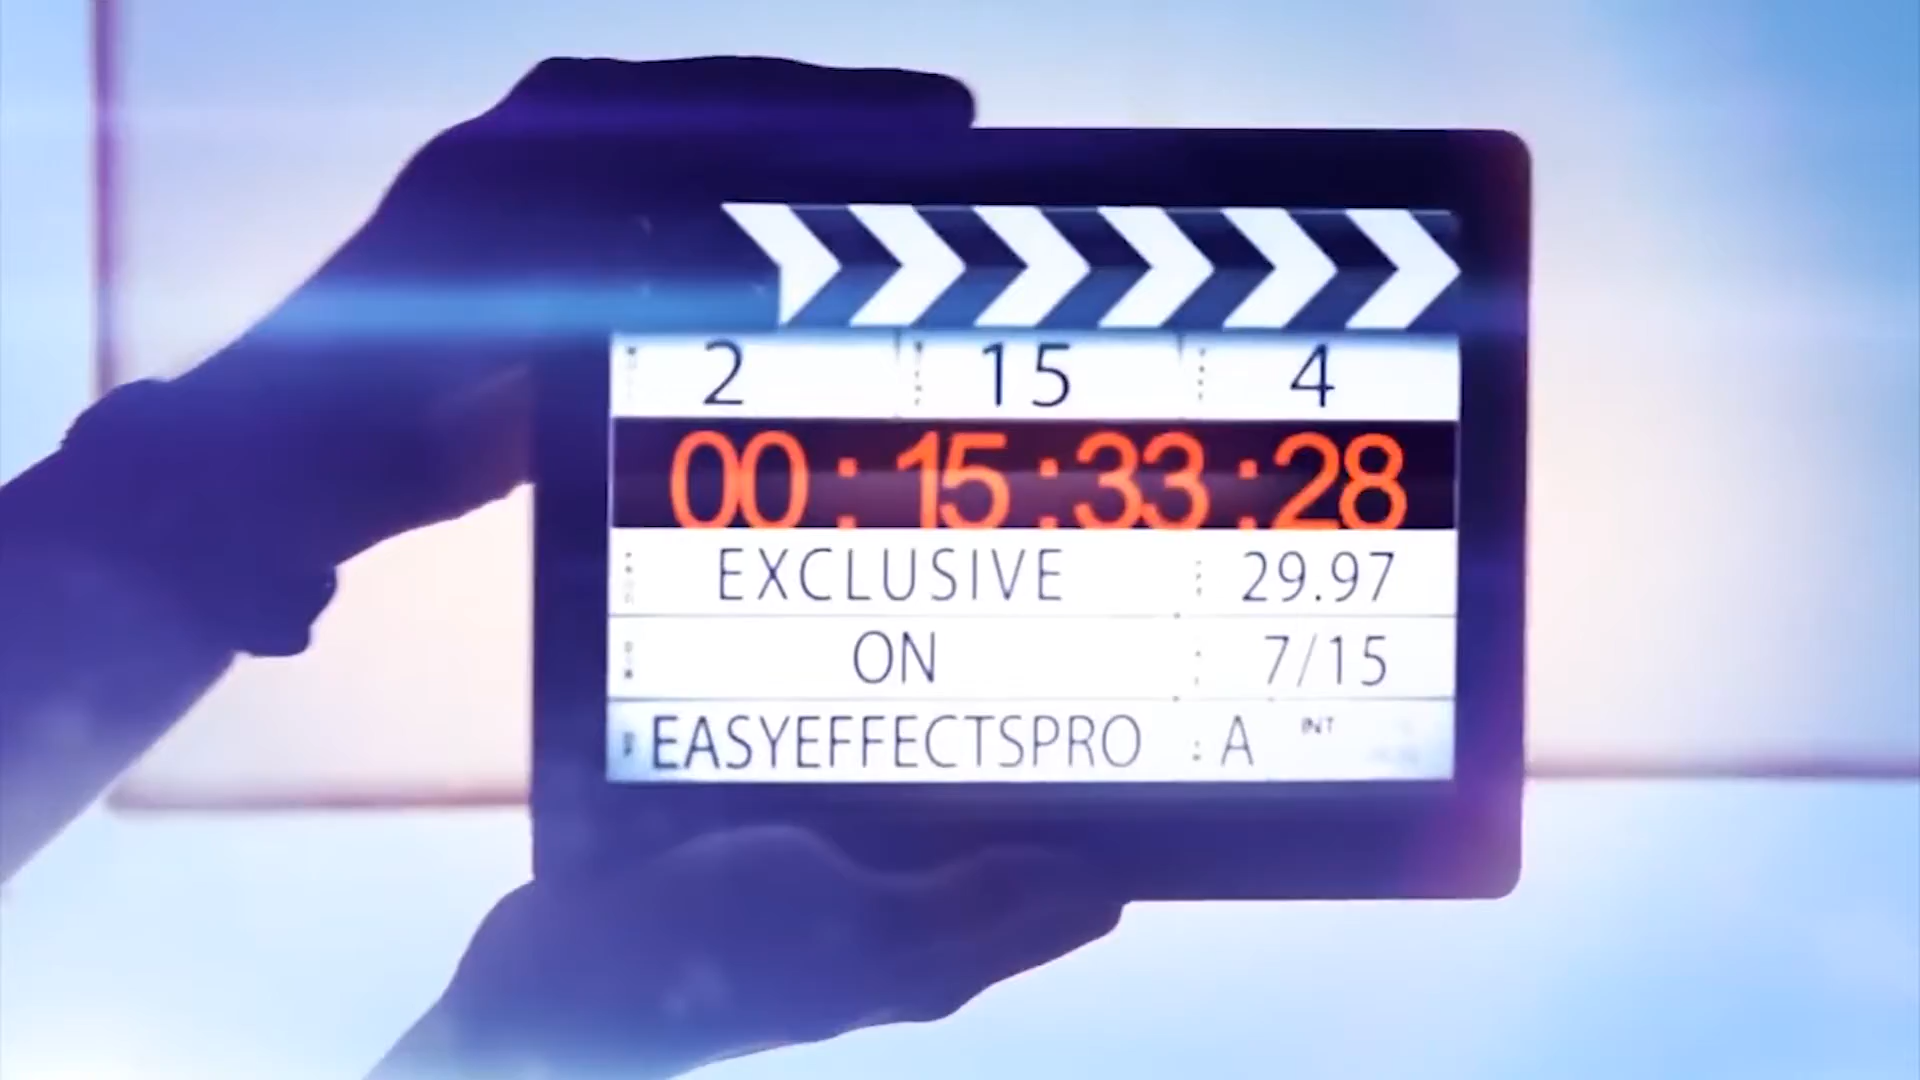 2 15 4
00:15:33:28
EXCLUSIVE 29.97
ON 7/15
EASYEFFECTSPRO A INT